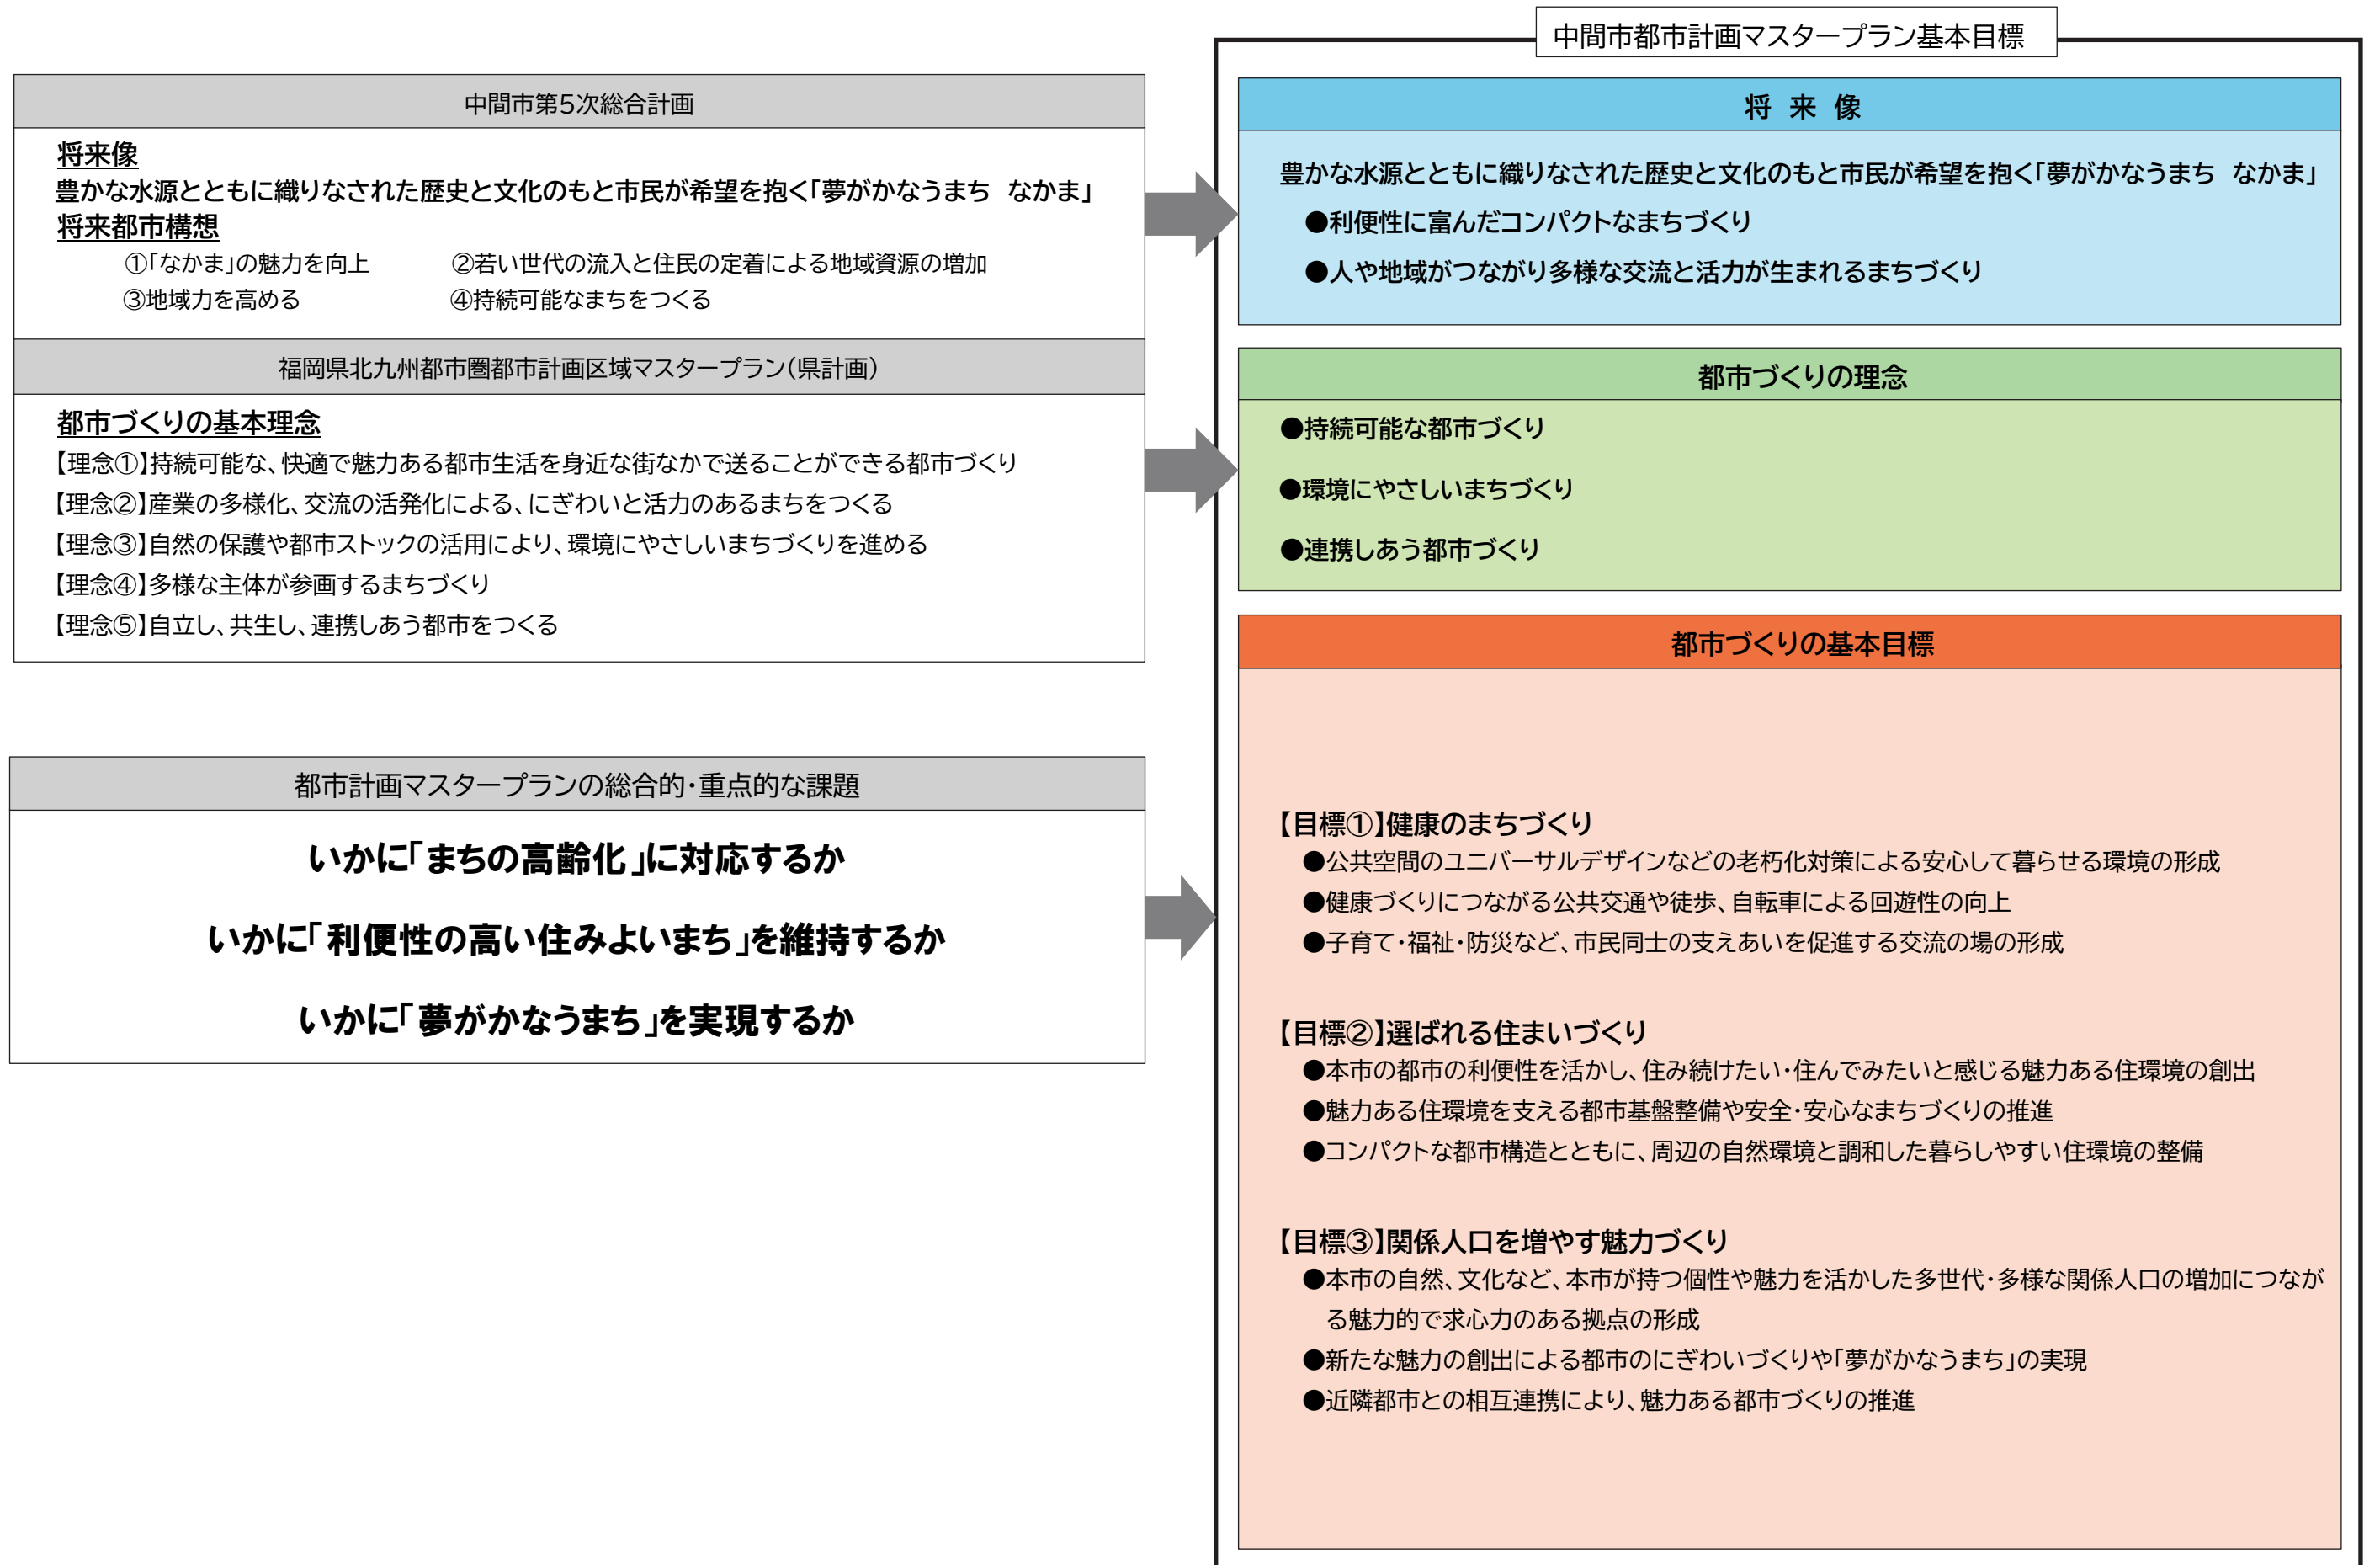 中間市都市計画マスタープラン基本目標
中間市第5次総合計画
将来像
豊かな水源とともに織りなされた歴史と文化のもと市民が希望を抱く「夢がかなうまち　なかま」
将来都市構想
①「なかま」の魅力を向上　②若い世代の流入と住民の定着による地域資源の増加
③地域力を高める　④持続可能なまちをつくる
福岡県北九州都市圏都市計画区域マスタープラン（県計画）
都市づくりの基本理念
【理念①】持続可能な、快適で魅力ある都市生活を身近な街なかで送ることができる都市づくり
【理念②】産業の多様化、交流の活発化による、にぎわいと活力のあるまちをつくる
【理念③】自然の保護や都市ストックの活用により、環境にやさしいまちづくりを進める
【理念④】多様な主体が参画するまちづくり
【理念⑤】自立し、共生し、連携しあう都市をつくる
都市計画マスタープランの総合的・重点的な課題
いかに「まちの高齢化」に対応するか
いかに「利便性の高い住みよいまち」を維持するか
いかに「夢がかなうまち」を実現するか
将　来　像
豊かな水源とともに織りなされた歴史と文化のもと市民が希望を抱く「夢がかなうまち　なかま」
●利便性に富んだコンパクトなまちづくり
●人や地域がつながり多様な交流と活力が生まれるまちづくり
都市づくりの理念
●持続可能な都市づくり
●環境にやさしいまちづくり
●連携しあう都市づくり
都市づくりの基本目標
【目標①】健康のまちづくり
●公共空間のユニバーサルデザインなどの老朽化対策による安心して暮らせる環境の形成
●健康づくりにつながる公共交通や徒歩、自転車による回遊性の向上
●子育て・福祉・防災など、市民同士の支えあいを促進する交流の場の形成
【目標②】選ばれる住まいづくり
●本市の都市の利便性を活かし、住み続けたい・住んでみたいと感じる魅力ある住環境の創出
●魅力ある住環境を支える都市基盤整備や安全・安心なまちづくりの推進
●コンパクトな都市構造とともに、周辺の自然環境と調和した暮らしやすい住環境の整備
【目標③】関係人口を増やす魅力づくり
●本市の自然、文化など、本市が持つ個性や魅力を活かした多世代・多様な関係人口の増加につなが
る魅力的で求心力のある拠点の形成
●新たな魅力の創出による都市のにぎわいづくりや「夢がかなうまち」の実現
●近隣都市との相互連携により、魅力ある都市づくりの推進